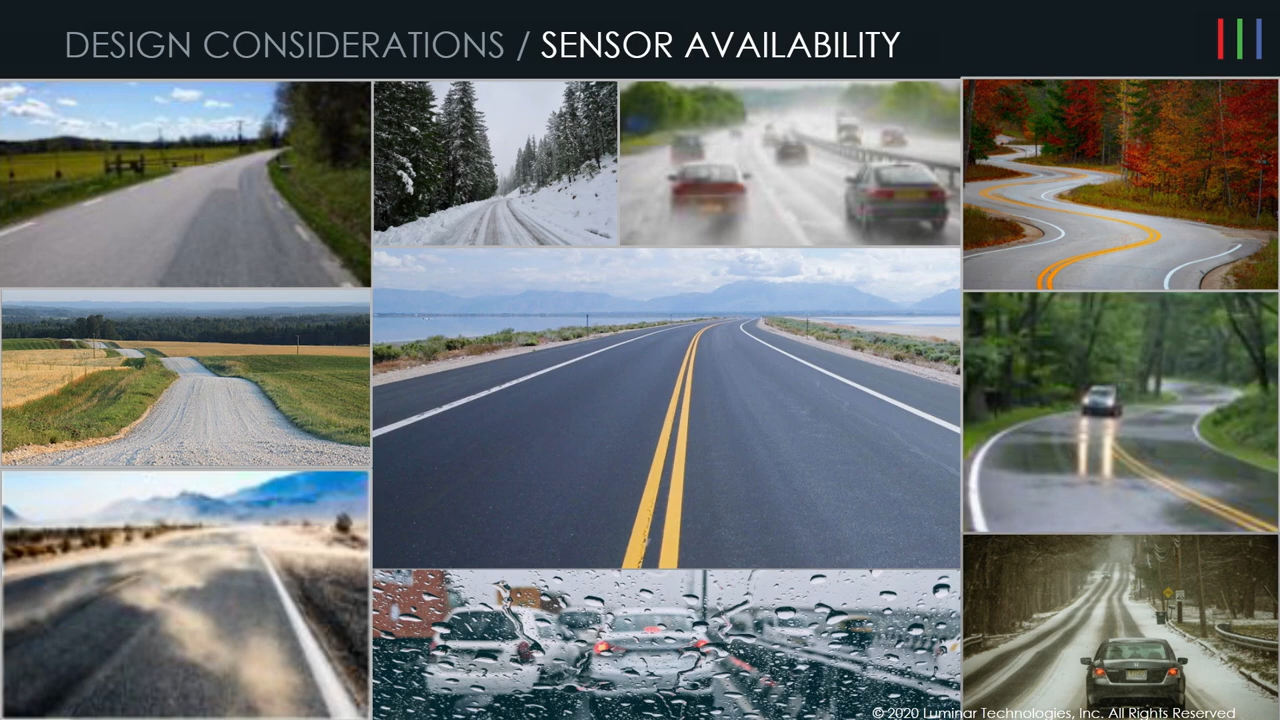 DESIGN CONSIDERATIONS / SENSOR AVAILABILITY
© 2020 Luminar Technologies, Inc. All Rights Reserved